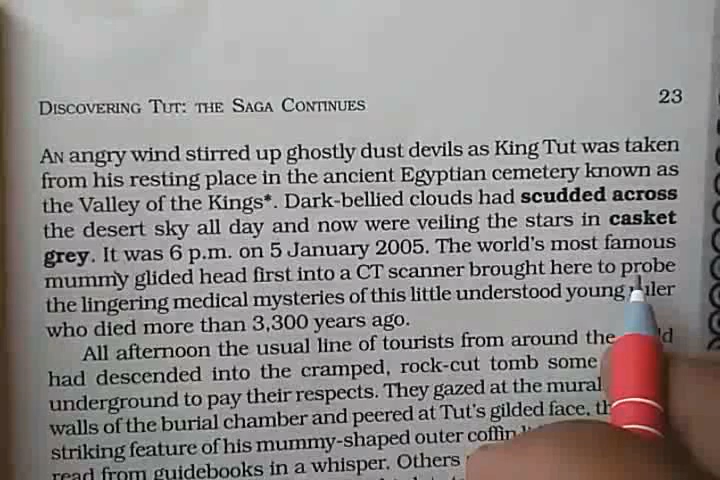 DISCOVERING TUT: THE SAGA CONTINUES 23
AN angry wind stirred up ghostly dust devils as King Tut was taken
from his resting place in the ancient Egyptian cemetery known as
the Valley of the Kings*. Dark-bellied clouds had scudded across
the desert sky all day and now were veiling the stars in casket
grey. It was 6 p.m. on 5 January 2005. The world's most famous
mummy glided head first into a CT scanner brought here to probe
the lingering medical mysteries of this little understood young ruler
who died more than 3,300 years ago.
All afternoon the usual line of tourists from around the
had descended into the cramped, rock-cut tomb some
underground to pay their respects. They gazed at the
walls of the burial chamber and peered at Tut's gilded face,
striking feature of his mummy-shaped outer coffin
read from guidebooks in a whisper. Others